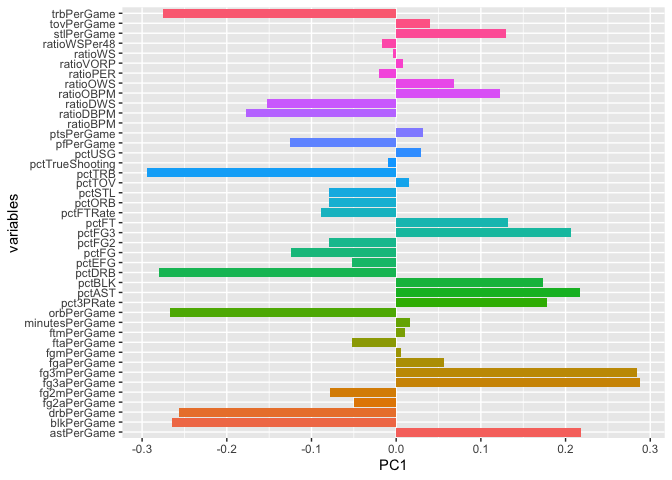 trbPerGame
tovPerGame
stlPerGame
ratioWSPer48
ratioWS
ratioVORP
ratioPER
ratioOWS
ratioOBPM
ratioDWS
ratioDBPM
ratioBPM
ptsPerGame
pfPerGame
pctUSG
pctTrueShooting
pctTRB
pctTOV
pctSTL
pctORB
pctFTRate
pctFT
pctFG3
pctFG2
pctFG
pctEFG
pctDRB
pctBLK
pctAST
pct3PRate
orbPerGame
minutesPerGame
ftmPerGame
ftaPerGame
fgmPerGame
fgaPerGame
fg3mPerGame
fg3aPerGame
fg2mPerGame
fg2aPerGame
drbPerGame
blkPerGame
astPerGame
variables
-0.3 -0.2 -0.1 0.0 0.1 0.2 0.3
PC1